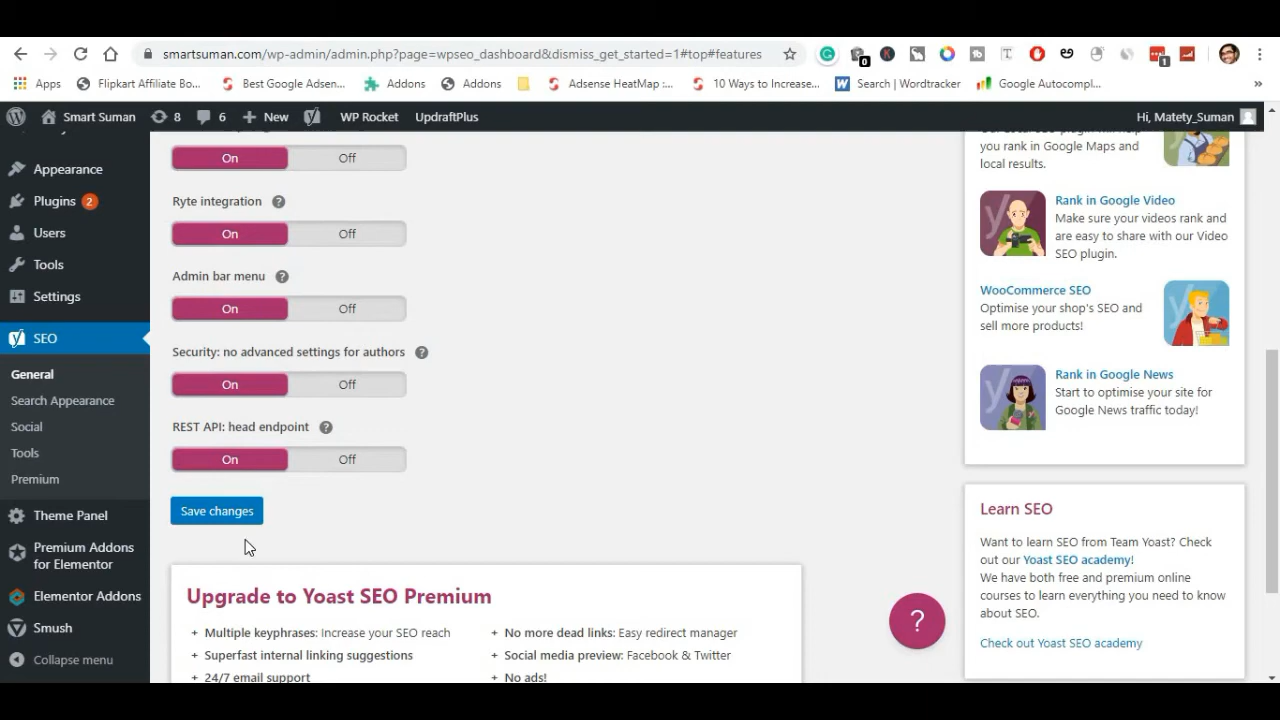 smartsuman.com/wp-admin/admin.php?page=wpseo_dashboard&dismiss_get_started=1#top#features
0
1
Apps
Flipkart Affiliate Bo...
Best Google Adsen...
Addons
Addons
Adsense HeatMap :...
10 Ways to Increase...
Search | Wordtracker
Google Autocompl...
Smart Suman
8
6
New
WP Rocket
UpdraftPlus
Hi, Matety_Suman
Appearance
Plugins 2
Users
Tools
Settings
SEO
General
Search Appearance
Social
Tools
Premium
Theme Panel
Premium Addons
for Elementor
Elementor Addons
Smush
Collapse menu
On Off
Ryte integration ?
On Off
Admin bar menu ?
On Off
Security: no advanced settings for authors ?
On Off
REST API: head endpoint ?
On Off
Save changes
Upgrade to Yoast SEO Premium
+ Multiple keyphrases: Increase your SEO reach
+ Superfast internal linking suggestions
+ 24/7 email support
+ No more dead links: Easy redirect manager
+ Social media preview: Facebook & Twitter
+ No ads!
you rank in Google Maps and
local results.
Rank in Google Video
Make sure your videos rank and
are easy to share with our Video
SEO plugin.
WooCommerce SEO
Optimise your shop's SEO and
sell more products!
Rank in Google News
Start to optimise your site for
Google News traffic today!
Learn SEO
Want to learn SEO from Team Yoast? Check
out our Yoast SEO academy!
We have both free and premium online
courses to learn everything you need to know
about SEO.
Check out Yoast SEO academy
?